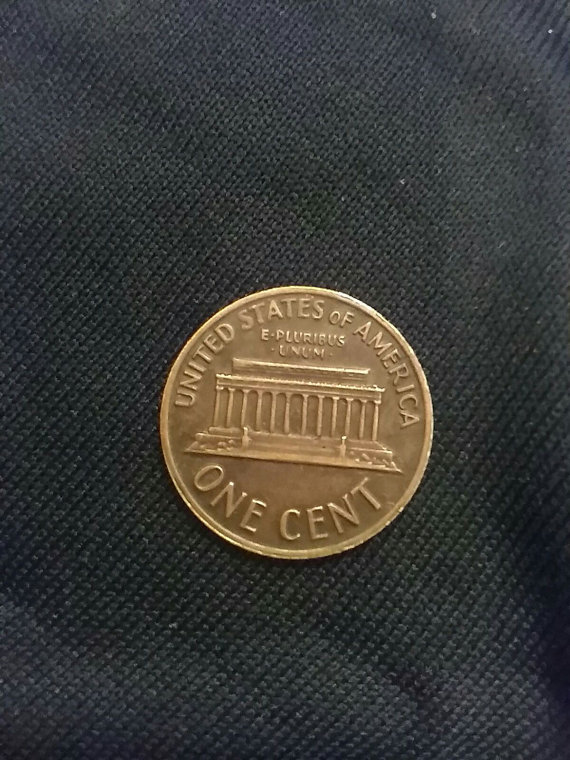 UNITED STATES OF AMERICA
E·PLURIBUS
·UNUM·
ONE CENT